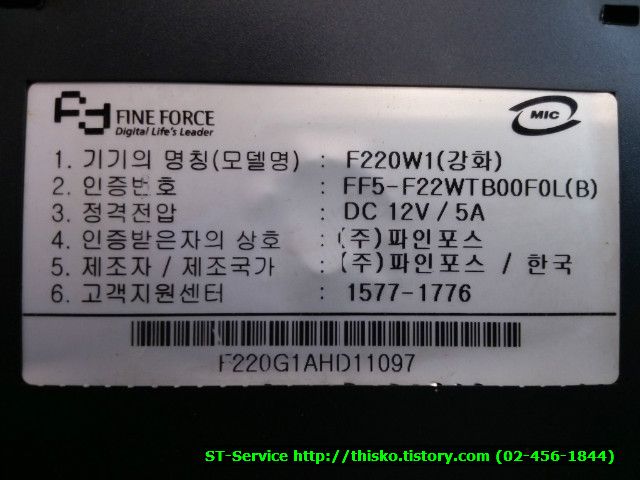 FINE FORCE
Digital Life's Leader
MIC
1. 기기의 명칭(모델명) : F220W1(강화)
2. 인증번호 : FF5-F22WTB00F0L(B)
3. 정격전압 : DC 12V / 5A
4. 인증받은자의 상호 : (주)파인포스
5. 제조자 / 제조국가 : (주)파인포스 / 한국
6. 고객지원센터 : 1577-1776
F220G1AHD11097
ST-Service http://thisko.tistory.com (02-456-1844)